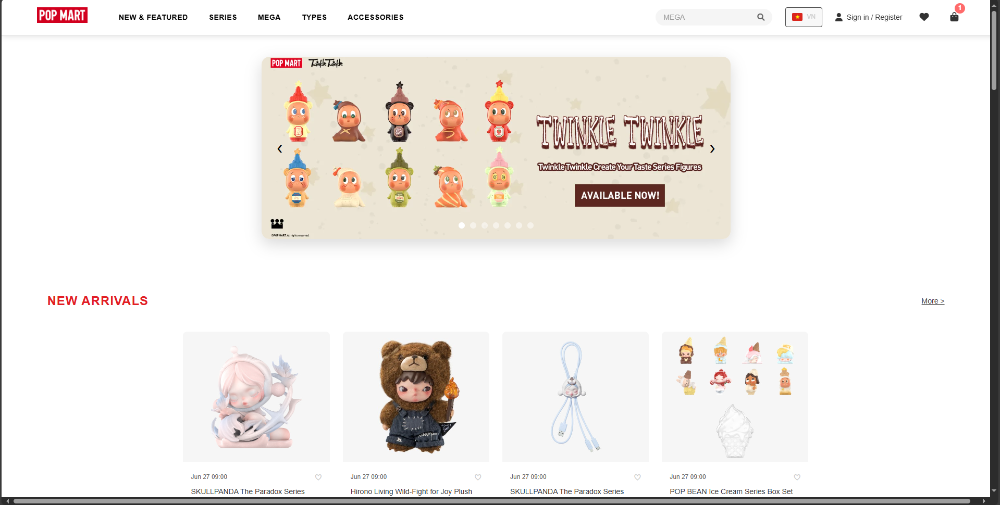 POP MART
NEW & FEATURED
SERIES
MEGA
TYPES
ACCESSORIES
MEGA
VN
Sign in / Register
1
POP MART
Twinkle Twinkle
TWINKLE TWINKLE
Twinkle Twinkle Create Your Taste Series Figures
AVAILABLE NOW!
©POP MART. All rights reserved.
NEW ARRIVALS
More >
Jun 27 09:00
SKULLPANDA The Paradox Series
Jun 27 09:00
Hirono Living Wild-Fight for Joy Plush
Jun 27 09:00
SKULLPANDA The Paradox Series
Jun 27 09:00
POP BEAN Ice Cream Series Box Set